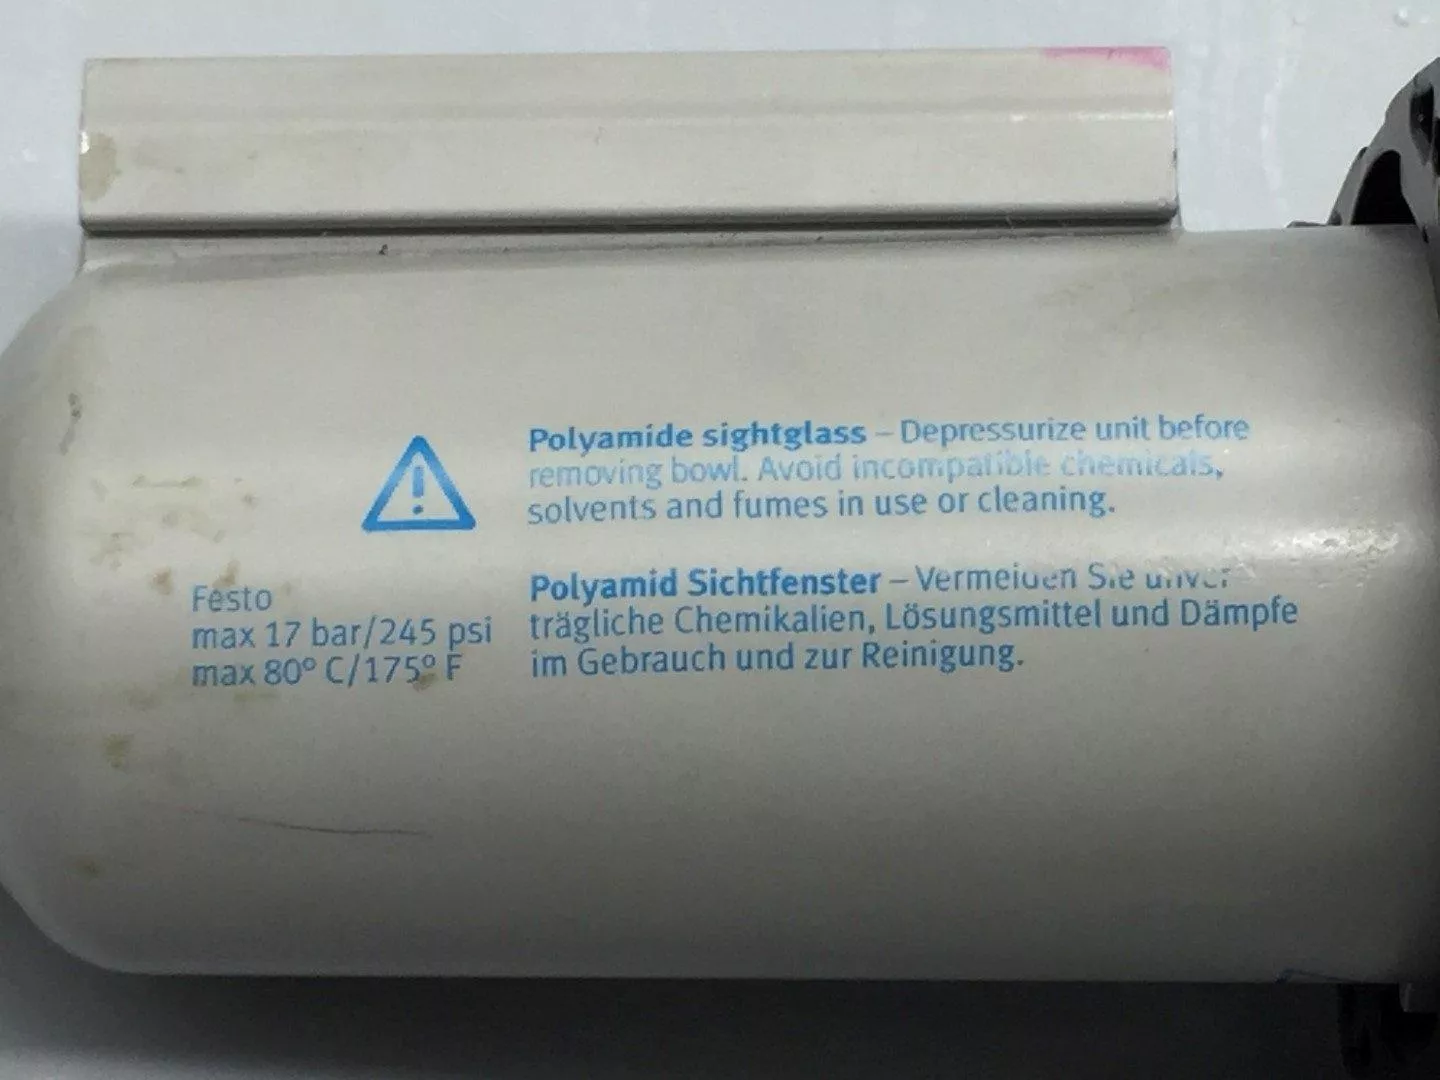 Polyamide sightglass – Depressurize unit before
removing bowl. Avoid incompatible chemicals,
solvents and fumes in use or cleaning.
Polyamid Sichtfenster – Vermeiden Sie unver-
trägliche Chemikalien, Lösungsmittel und Dämpfe
im Gebrauch und zur Reinigung.
Festo
max 17 bar/245 psi
max 80° C/175° F